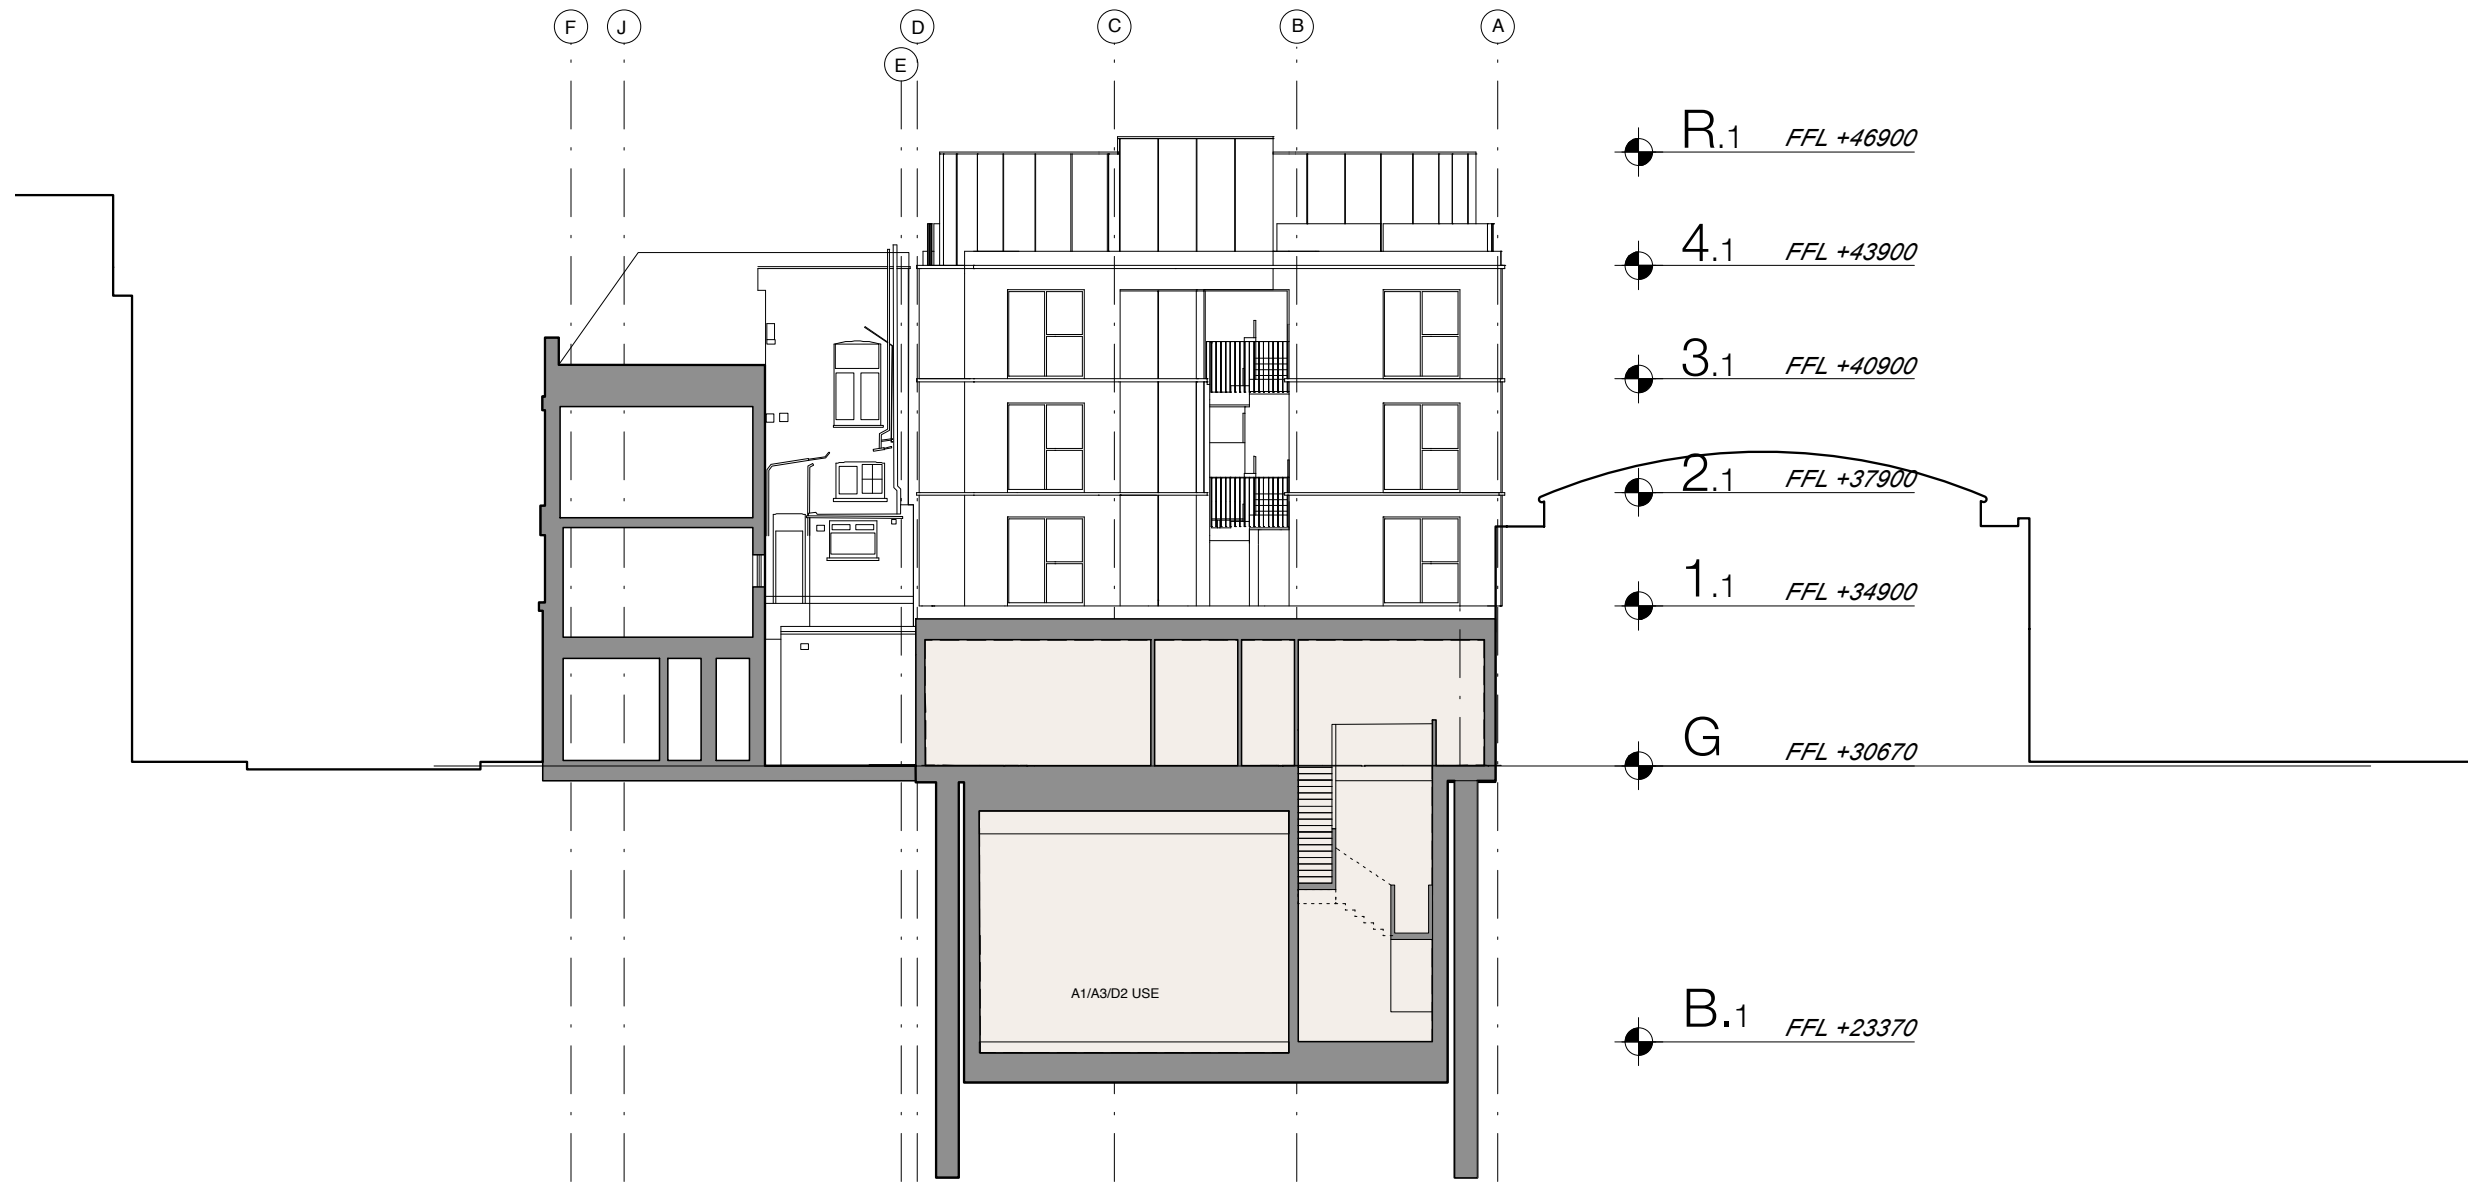 F
J
D
C
B
A
E
R.1 FFL +46900
4.1 FFL +43900
3.1 FFL +40900
2.1 FFL +37900
1.1 FFL +34900
G FFL +30670
A1/A3/D2 USE
B.1 FFL +23370